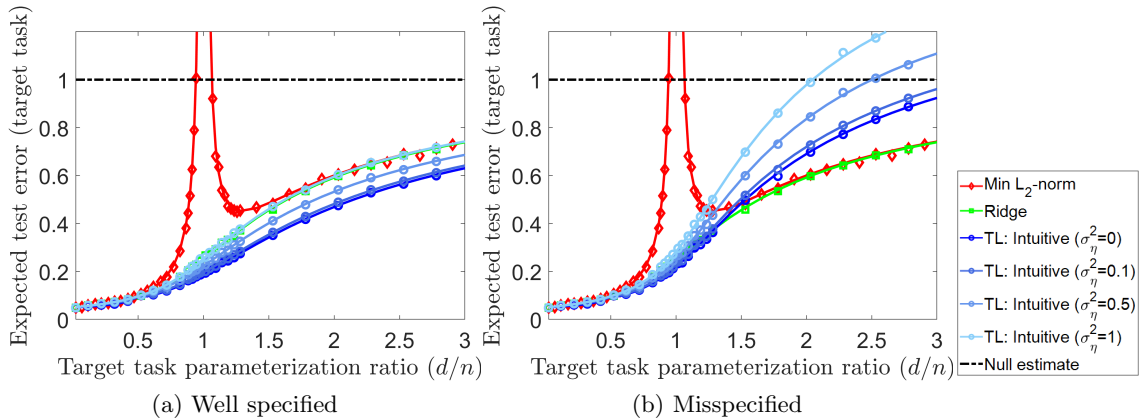 Expected test error (target task)
1
0.8
0.6
0.4
0.2
0
0.5
1
1.5
2
2.5
3
Target task parameterization ratio (d/n)
(a) Well specified
Expected test error (target task)
1
0.8
0.6
0.4
0.2
0
0.5
1
1.5
2
2.5
3
Target task parameterization ratio (d/n)
(b) Misspecified
Min L₂-norm
Ridge
TL: Intuitive (σ²_η=0)
TL: Intuitive (σ²_η=0.1)
TL: Intuitive (σ²_η=0.5)
TL: Intuitive (σ²_η=1)
Null estimate